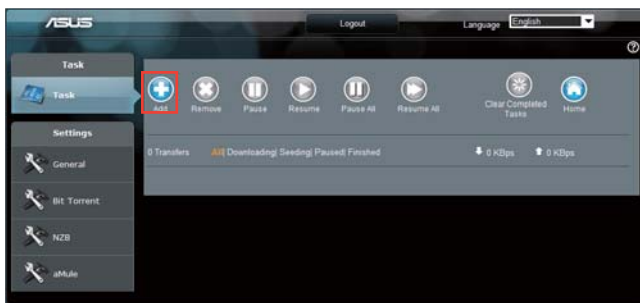 ASUS
Logout
Language English
Task
Task
Add Remove Pause Resume Pause All Resume All Clear Completed Tasks Home
Settings
0 Transfers All| Downloading| Seeding| Paused| Finished 0 KBps 0 KBps
General
Bit Torrent
NZB
aMule